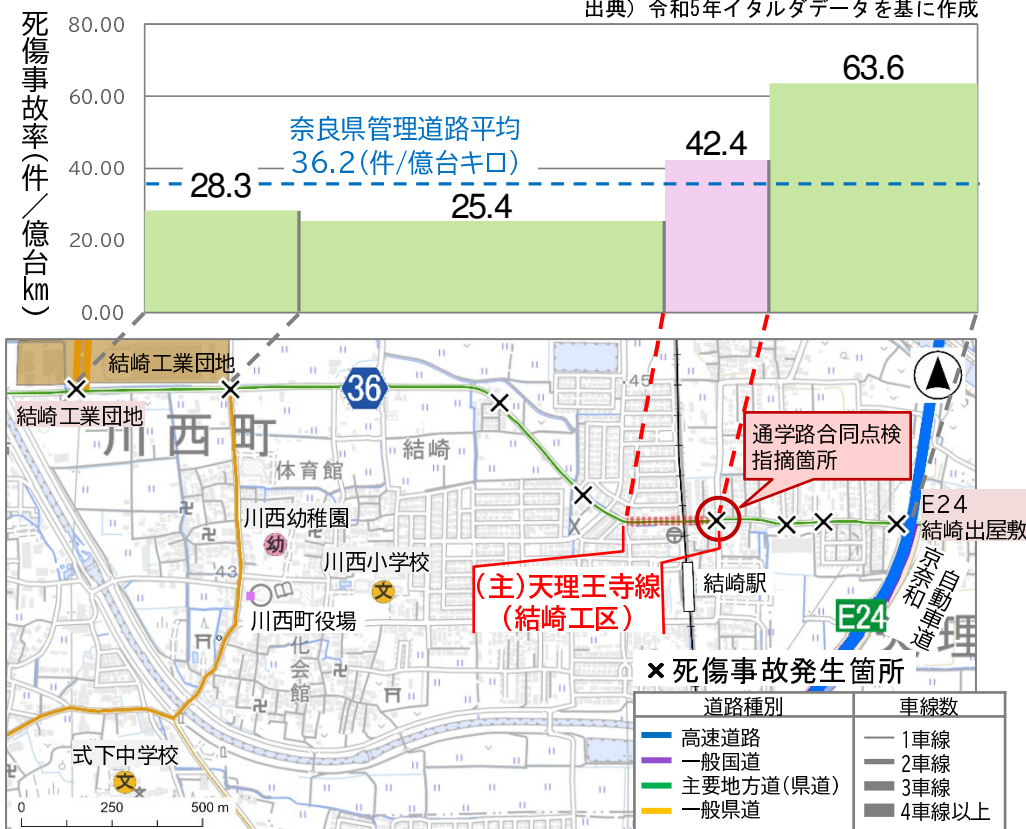 出典）令和5年イタルダデータを基に作成
死傷事故率(件／億台km)
80.00
60.00
40.00
20.00
0.00
奈良県管理道路平均
36.2(件/億台キロ)
28.3
25.4
42.4
63.6
結崎工業団地
結崎工業団地
36
川西町
結崎
体育館
45
通学路合同点検
指摘箇所
E24
結崎出屋敷
川西幼稚園
幼
川西小学校
文
43
川西町役場
(主)天理王寺線
(結崎工区)
結崎駅
京奈和
自動車道
E24
理
化
会館
式下中学校
文
0 250 500 m
×死傷事故発生箇所
道路種別 車線数
高速道路 1車線
一般国道 2車線
主要地方道(県道) 3車線
一般県道 4車線以上